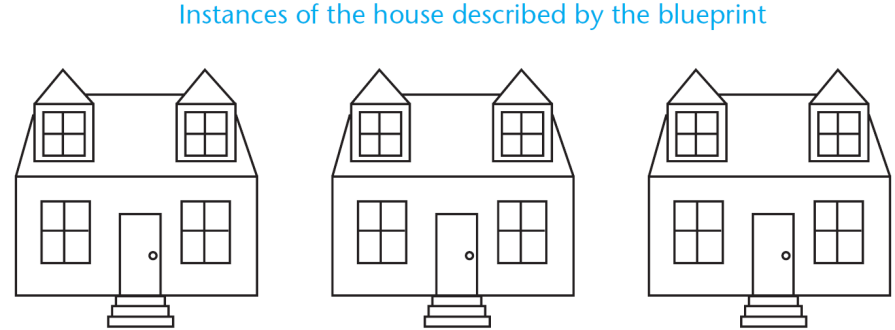 Instances of the house described by the blueprint